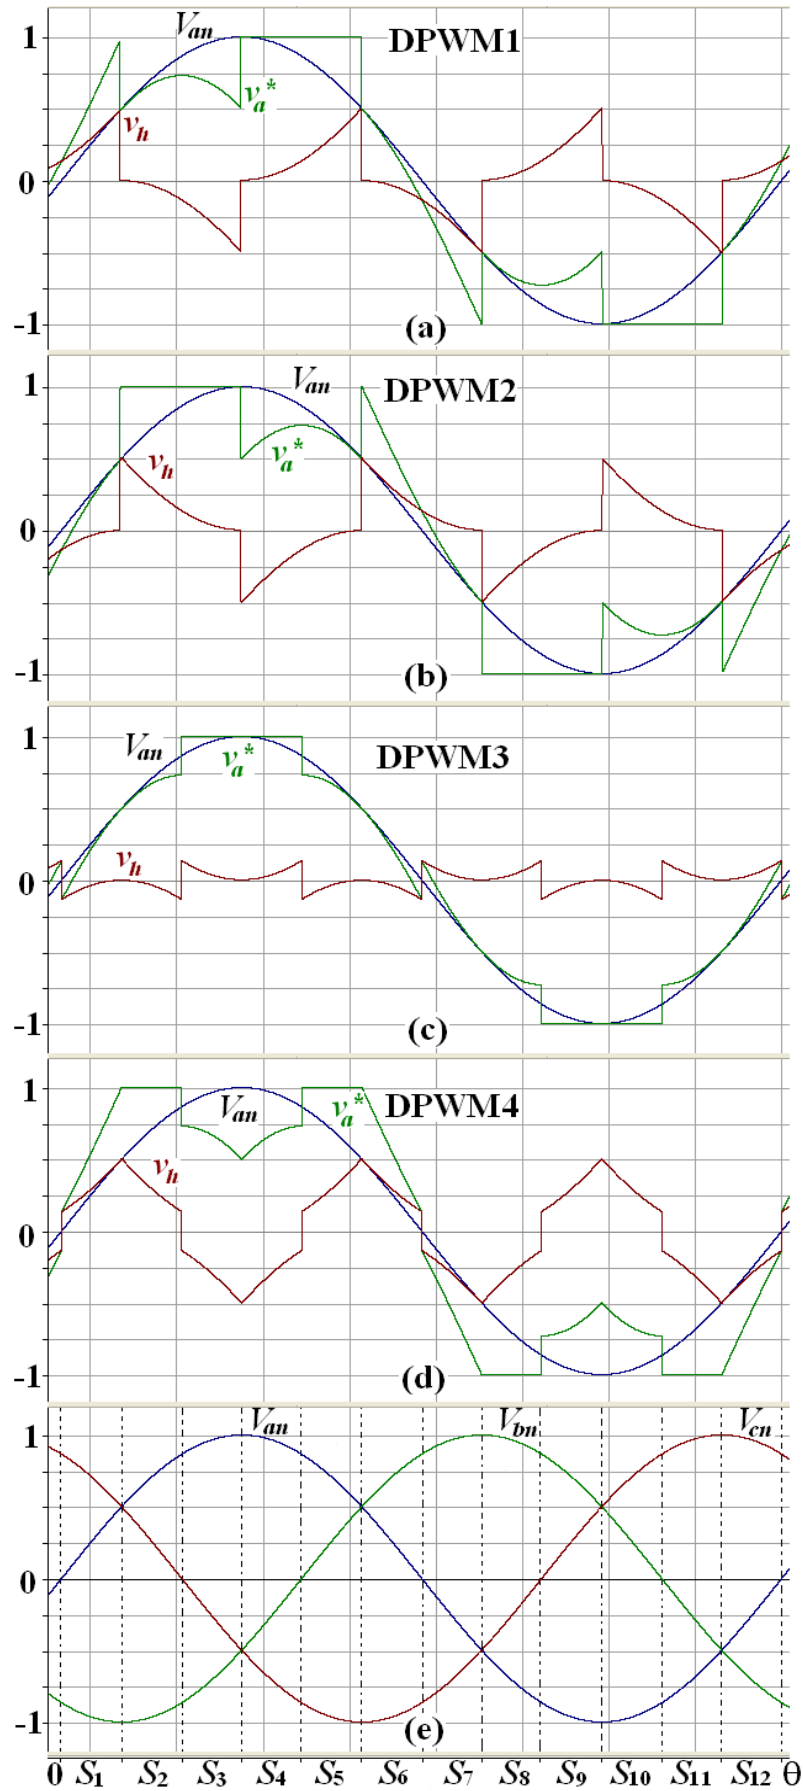 1 V_an DPWM1
v_a*
v_h
0
-1 (a)
1 V_an DPWM2
v_h v_a*
0
-1 (b)
1 V_an v_a* DPWM3
v_h
0
-1 (c)
1 V_an v_a* DPWM4
v_h
0
-1 (d)
1 V_an V_bn V_cn
0
-1 (e)
0 S_1 S_2 S_3 S_4 S_5 S_6 S_7 S_8 S_9 S_10 S_11 S_12 θ